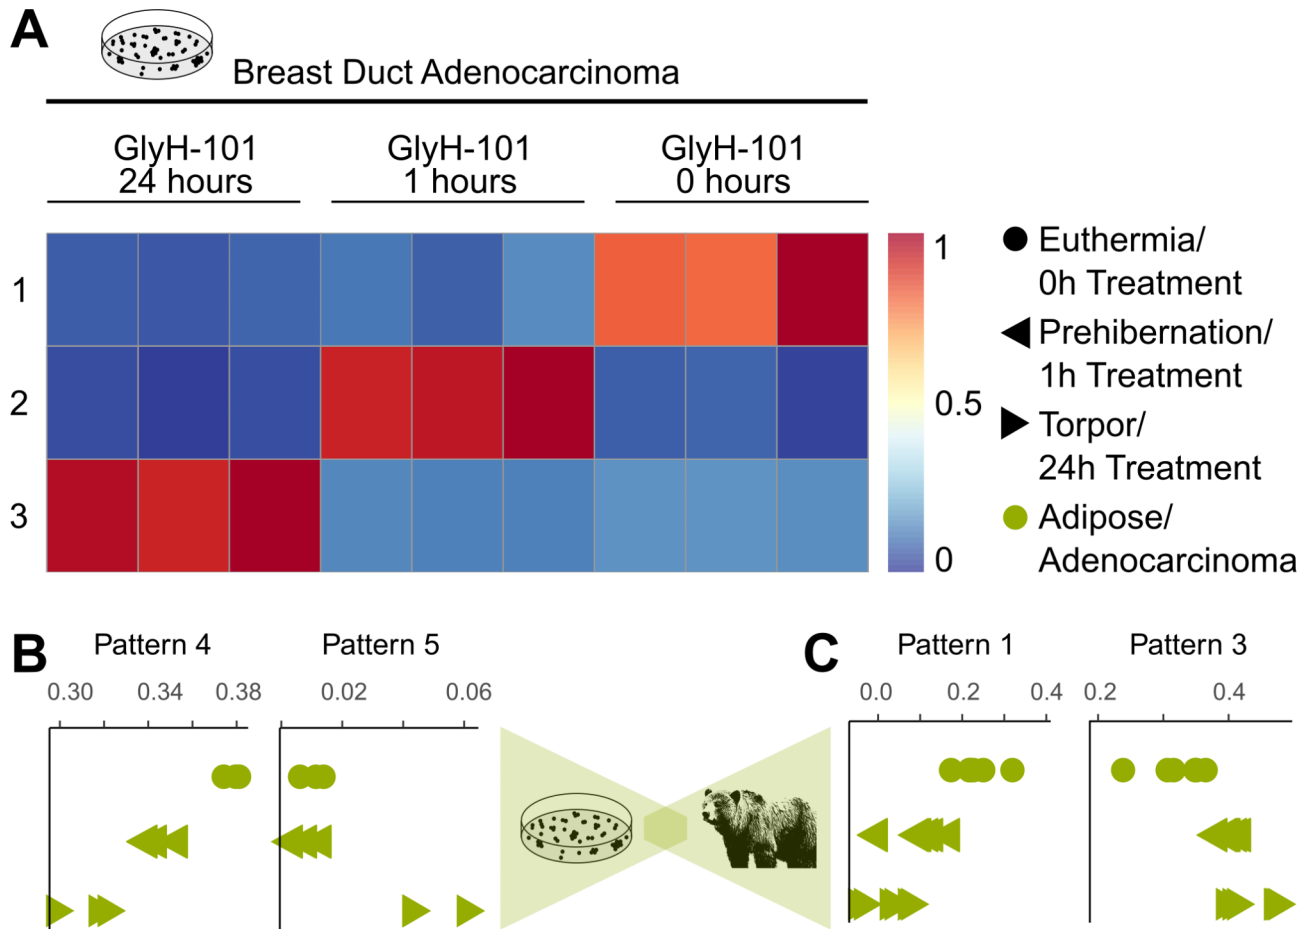 A
Breast Duct Adenocarcinoma
GlyH-101
24 hours
GlyH-101
1 hours
GlyH-101
0 hours
1
2
3
1
0.5
0
Euthermia/
0h Treatment
Prehibernation/
1h Treatment
Torpor/
24h Treatment
Adipose/
Adenocarcinoma
B
Pattern 4
0.30 0.34 0.38
Pattern 5
0.02 0.06
C
Pattern 1
0.0 0.2 0.4
Pattern 3
0.2 0.4